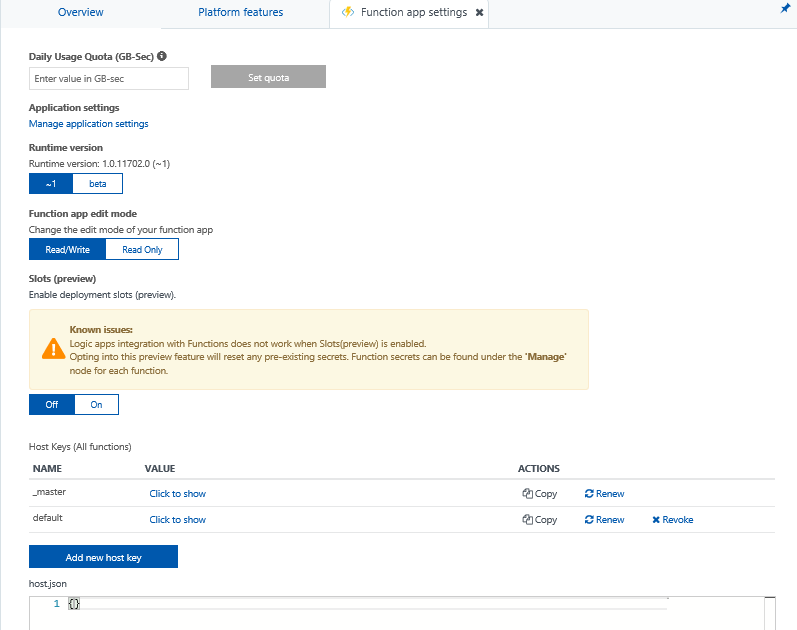 Overview Platform features Function app settings
Daily Usage Quota (GB-Sec)
Enter value in GB-sec Set quota
Application settings
Manage application settings
Runtime version
Runtime version: 1.0.11702.0 (~1)
~1 beta
Function app edit mode
Change the edit mode of your function app
Read/Write Read Only
Slots (preview)
Enable deployment slots (preview).
Known issues:
Logic apps integration with Functions does not work when Slots(preview) is enabled.
Opting into this preview feature will reset any pre-existing secrets. Function secrets can be found under the 'Manage'
node for each function.
Off On
Host Keys (All functions)
NAME VALUE ACTIONS
_master Click to show Copy Renew
default Click to show Copy Renew Revoke
Add new host key
host.json
1 {}